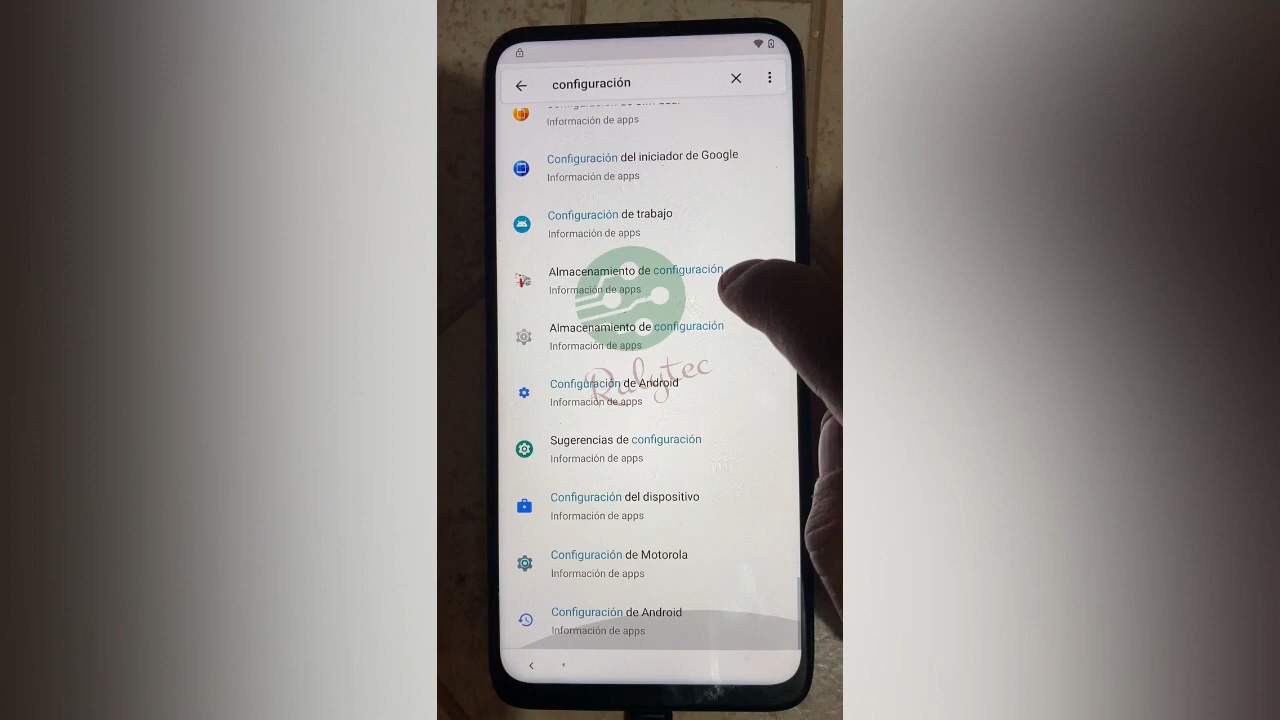 configuración
Información de apps
Configuración del iniciador de Google
Información de apps
Configuración de trabajo
Información de apps
Almacenamiento de configuración
Información de apps
Almacenamiento de configuración
Información de apps
Rulytec
Configuración de Android
Información de apps
Sugerencias de configuración
Información de apps
Configuración del dispositivo
Información de apps
Configuración de Motorola
Información de apps
Configuración de Android
Información de apps